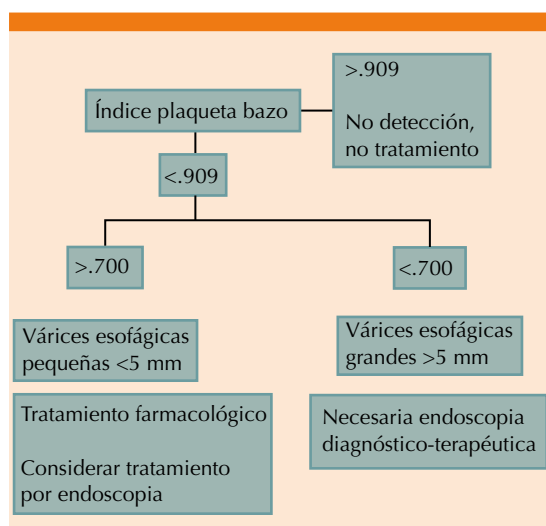 >.909
No detección,
no tratamiento
Índice plaqueta bazo
<.909
>.700
<.700
Várices esofágicas
pequeñas <5 mm
Várices esofágicas
grandes >5 mm
Tratamiento farmacológico
Considerar tratamiento
por endoscopia
Necesaria endoscopia
diagnóstico-terapéutica